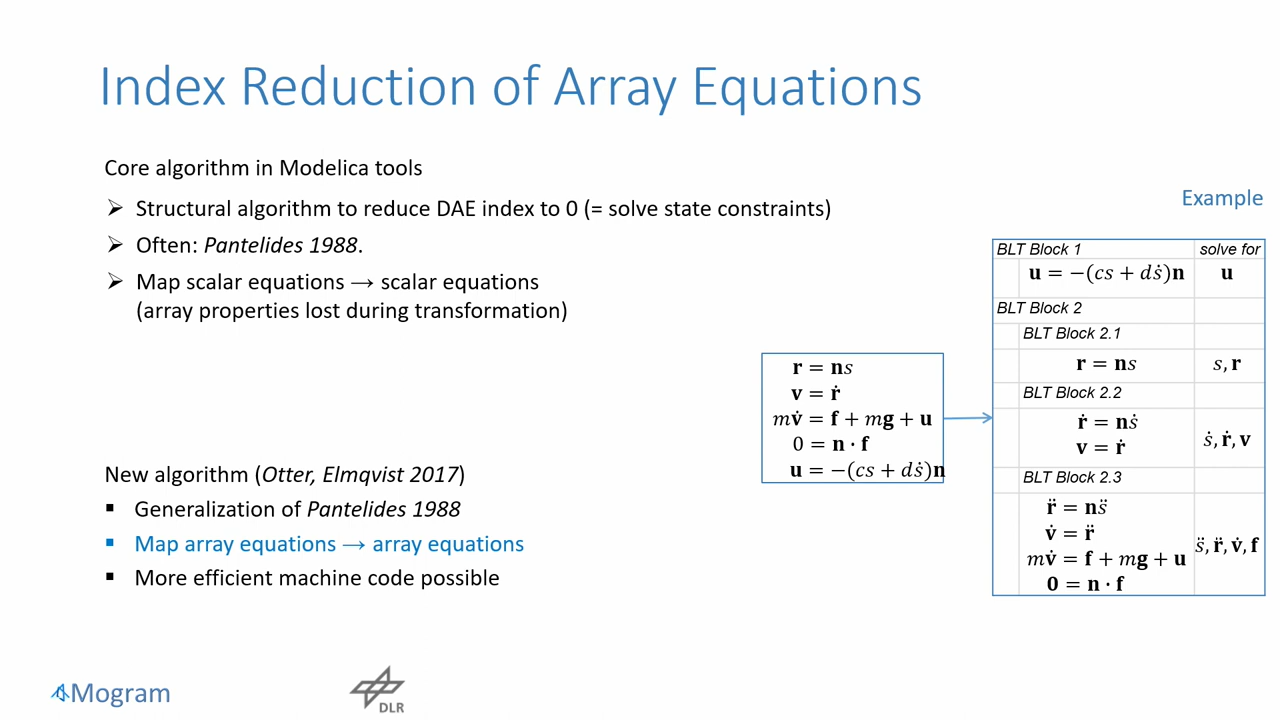 Index Reduction of Array Equations
Core algorithm in Modelica tools
➢ Structural algorithm to reduce DAE index to 0 (= solve state constraints)
➢ Often: Pantelides 1988.
➢ Map scalar equations → scalar equations
(array properties lost during transformation)
New algorithm (Otter, Elmqvist 2017)
▪ Generalization of Pantelides 1988
▪ Map array equations → array equations
▪ More efficient machine code possible
𝐫 = 𝐧𝑠
𝐯 = 𝐫̇
𝑚𝐯̇ = 𝐟 + 𝑚𝐠 + 𝐮
0 = 𝐧 · 𝐟
𝐮 = −(𝑐𝑠 + 𝑑𝑠̇)𝐧
Example
BLT Block 1 solve for
𝐮 = −(𝑐𝑠 + 𝑑𝑠̇)𝐧 𝐮
BLT Block 2
BLT Block 2.1
𝐫 = 𝐧𝑠 𝑠, 𝐫
BLT Block 2.2
𝐫̇ = 𝐧𝑠̇
𝐯 = 𝐫̇
𝑠̇, 𝐫̇, 𝐯
BLT Block 2.3
𝐫̈ = 𝐧𝑠̈
𝐯̇ = 𝐫̈
𝑚𝐯̇ = 𝐟 + 𝑚𝐠 + 𝐮
𝟎 = 𝐧 · 𝐟
𝑠̈, 𝐫̈, 𝐯̇, 𝐟
Mogram
DLR